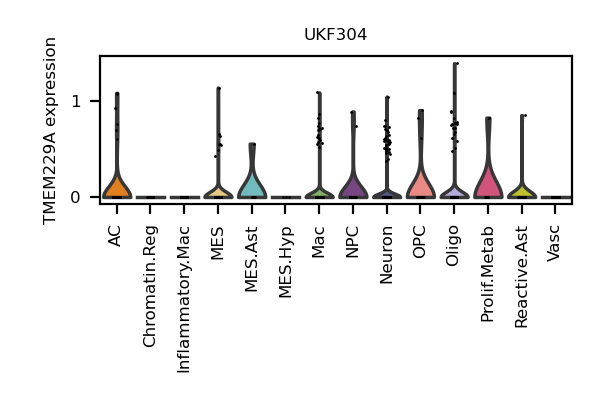 UKF304
TMEM229A expression
1
0
AC
Chromatin.Reg
Inflammatory.Mac
MES
MES.Ast
MES.Hyp
Mac
NPC
Neuron
OPC
Oligo
Prolif.Metab
Reactive.Ast
Vasc